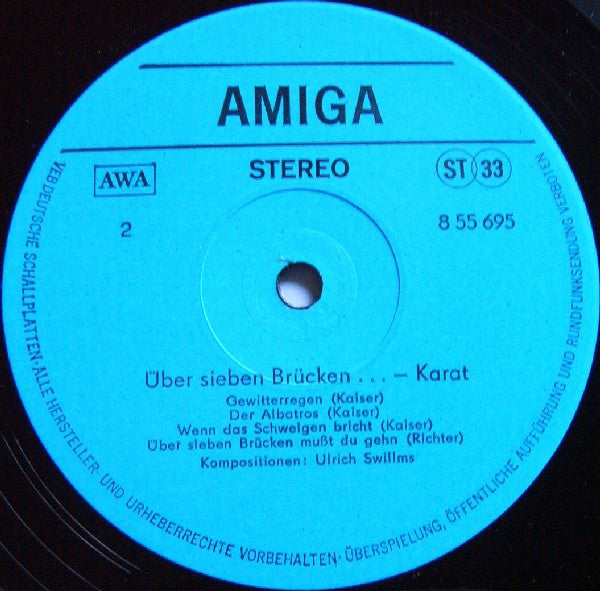 AMIGA
AWA
STEREO
ST 33
2
8 55 695
Über sieben Brücken . . . – Karat
Gewitterregen (Kaiser)
Der Albatros (Kaiser)
Wenn das Schweigen bricht (Kaiser)
Über sieben Brücken mußt du gehn (Richter)
Kompositionen: Ulrich Swillms
VEB DEUTSCHE SCHALLPLATTEN · ALLE HERSTELLER- UND URHEBERRECHTE VORBEHALTEN · ÜBERSPIELUNG, ÖFFENTLICHE AUFFÜHRUNG UND RUNDFUNKSENDUNG VERBOTEN